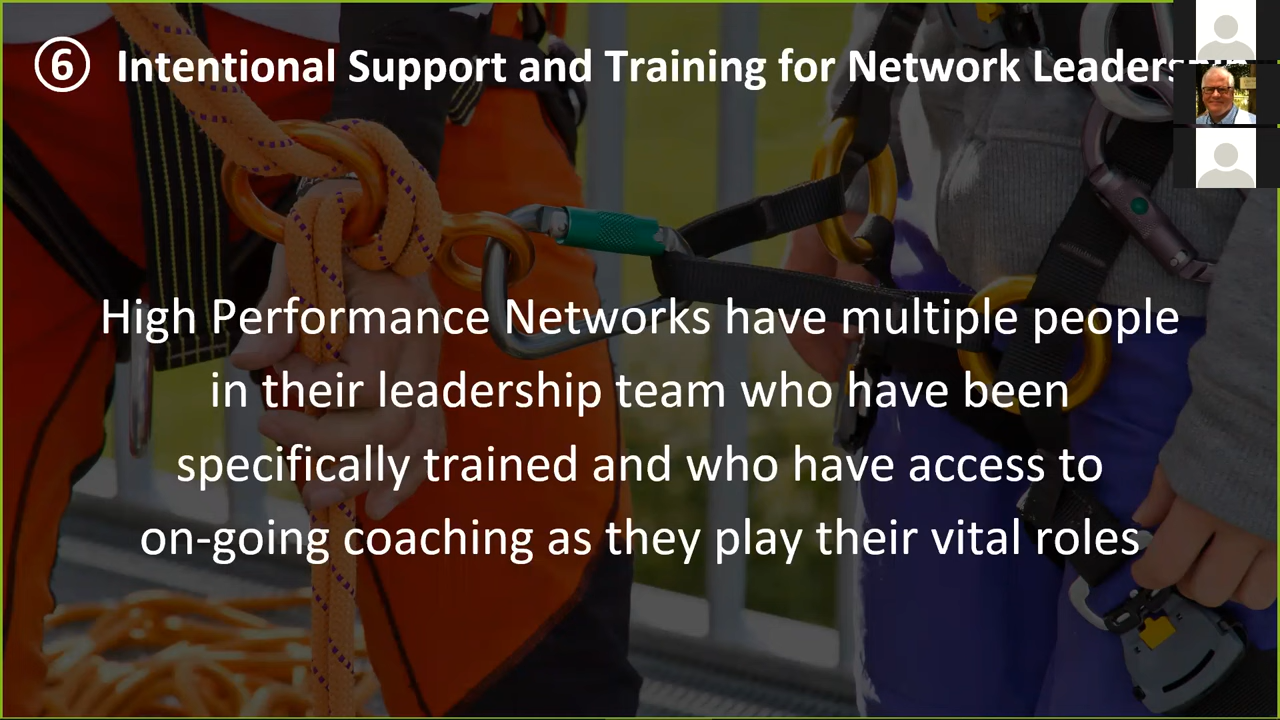 ⑥ Intentional Support and Training for Network Leadership
High Performance Networks have multiple people
in their leadership team who have been
specifically trained and who have access to
on-going coaching as they play their vital roles